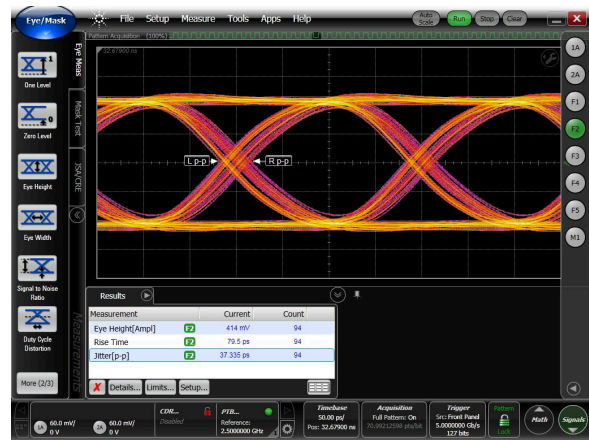 Eye/Mask
File Setup Measure Tools Apps Help
Auto Scale
Run
Stop
Clear
Pattern Acquisition (100%)
32.67900 ns
Eye Meas
Mask Test
JSA/CRE
One Level
Zero Level
Eye Height
Eye Width
Signal to Noise Ratio
Duty Cycle Distortion
More (2/3)
Measurements
L p-p
R p-p
1A
2A
F1
F2
F3
F4
F5
M1
Results
Measurement Current Count
Eye Height[Ampl] F2 414 mV 94
Rise Time F2 79.5 ps 94
Jitter[p-p] F2 37.335 ps 94
Details... Limits... Setup...
1A 60.0 mV/
0 V
2A 60.0 mV/
0 V
CDR...
Disabled
PTB...
Reference:
2.5000000 GHz
Timebase
50.00 ps/
Pos: 32.67900 ns
Acquisition
Full Pattern: On
70.99212598 pts/bit
Trigger
Src: Front Panel
5.0000000 Gb/s
127 bits
Pattern
Lock
Math
Signals